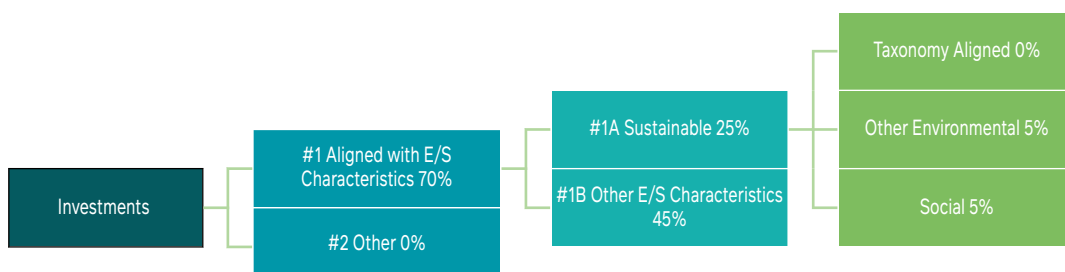 Investments
#1 Aligned with E/S
Characteristics 70%
#2 Other 0%
#1A Sustainable 25%
#1B Other E/S Characteristics
45%
Taxonomy Aligned 0%
Other Environmental 5%
Social 5%